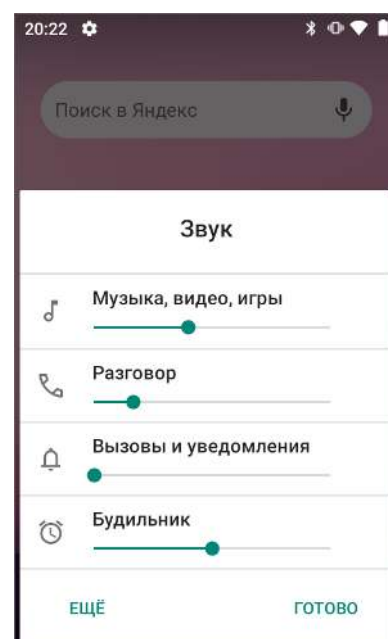 20:22
Поиск в Яндекс
Звук
Музыка, видео, игры
Разговор
Вызовы и уведомления
Будильник
ЕЩЁ
ГОТОВО